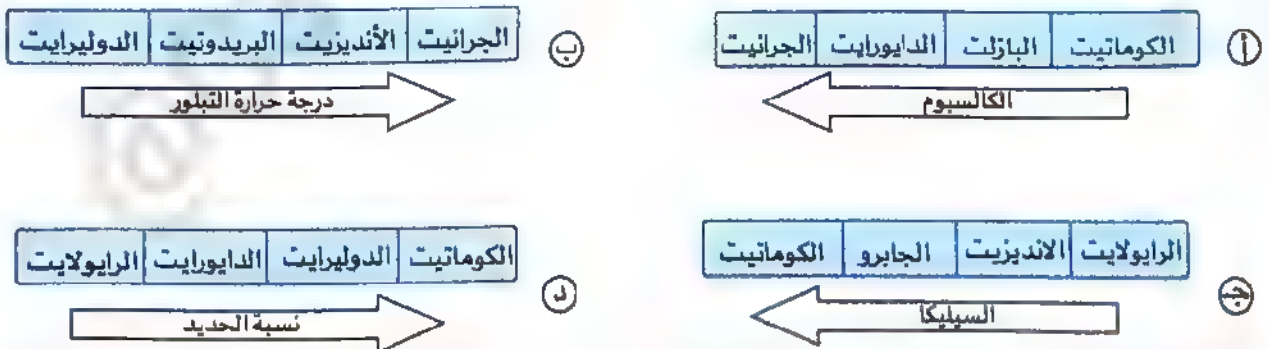 أ الكوماتيت البازلت الدايورايت الجرانيت
الكالسيوم
ب الجرانيت الأنديزيت البريدوتيت الدوليرايت
درجة حرارة التبلور
جـ الرايولايت الانديزيت الجابرو الكوماتيت
السيليكا
د الكوماتيت الدوليرايت الدايورايت الرايولايت
نسبة الحديد